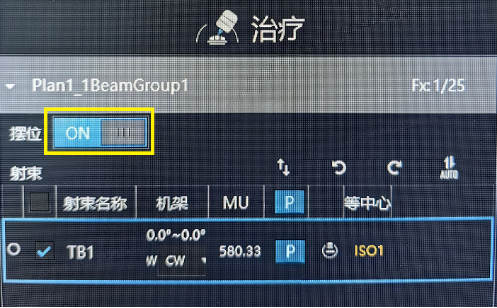 治疗
Plan1_1BeamGroup1 Fx:1/25
摆位 ON
射束 AUTO
射束名称 机架 MU P 等中心
0.0°~0.0°
TB1 W CW 580.33 P ISO1